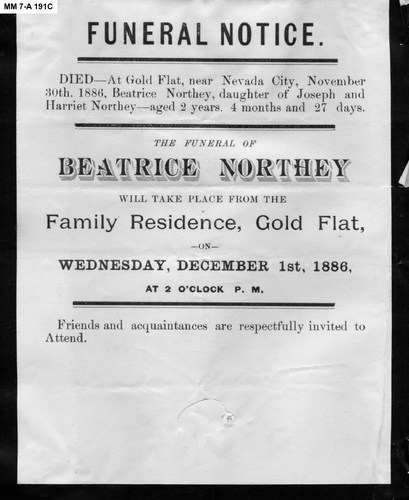 MM 7-A 191C
FUNERAL NOTICE.
DIED—At Gold Flat, near Nevada City, November
30th. 1886, Beatrice Northey, daughter of Joseph and
Harriet Northey—aged 2 years. 4 months and 27 days.
THE FUNERAL OF
BEATRICE NORTHEY
WILL TAKE PLACE FROM THE
Family Residence, Gold Flat,
—ON—
WEDNESDAY, DECEMBER 1st, 1886,
AT 2 O'CLOCK P. M.
Friends and acquaintances are respectfully invited to
Attend.